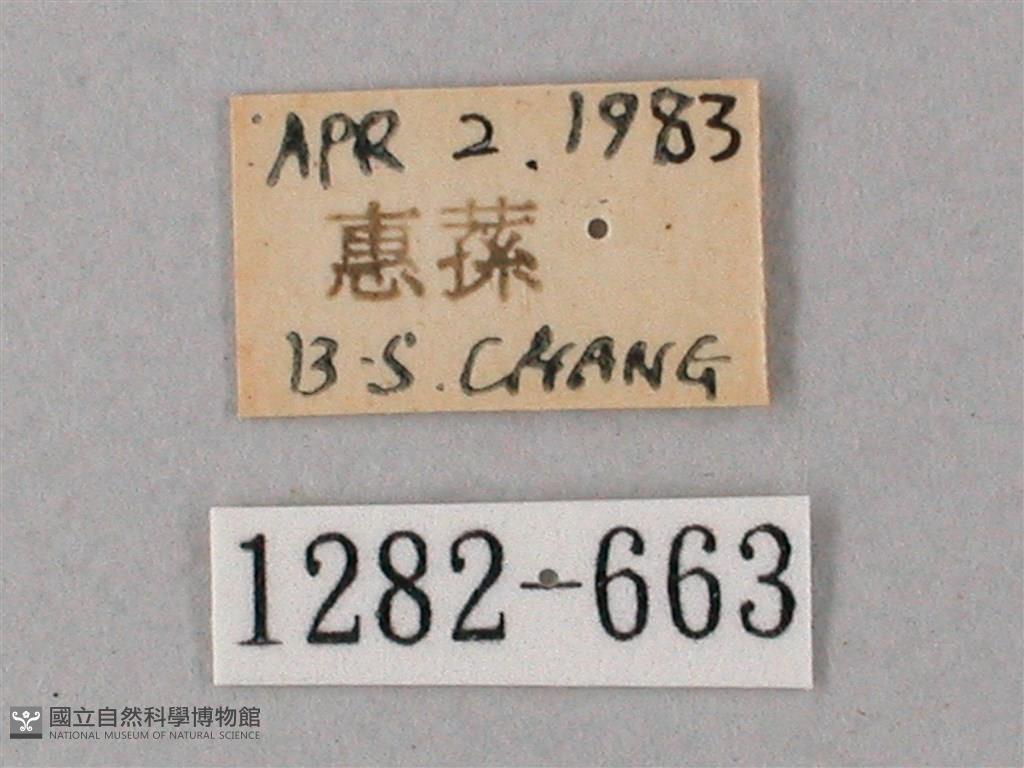 APR 2. 1983
惠蓀
B-S. CHANG
1282-663
國立自然科學博物館
NATIONAL MUSEUM OF NATURAL SCIENCE